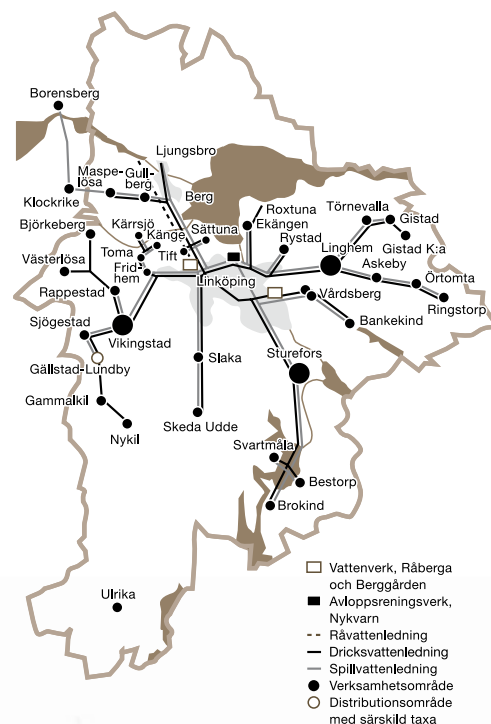 Borensberg
Ljungsbro
Maspe-
lösa
Gull-
berg
Klockrike
Berg
Roxtuna
Ekängen
Törnevalla
Gistad
Björkeberg
Kärrsjö
Känge
Sättuna
Rystad
Linghem
Gistad K:a
Västerlösa
Toma
Tift
Askeby
Frid-
hem
Örtomta
Rappestad
Linköping
Vårdsberg
Ringstorp
Sjögestad
Vikingstad
Bankekind
Sturefors
Gällstad-Lundby
Slaka
Gammalkil
Nykil
Skeda Udde
Svartmåla
Bestorp
Brokind
Ulrika
Vattenverk, Råberga
och Berggården
Avloppsreningsverk,
Nykvarn
Råvattenledning
Dricksvattenledning
Spillvattenledning
Verksamhetsområde
Distributionsområde
med särskild taxa